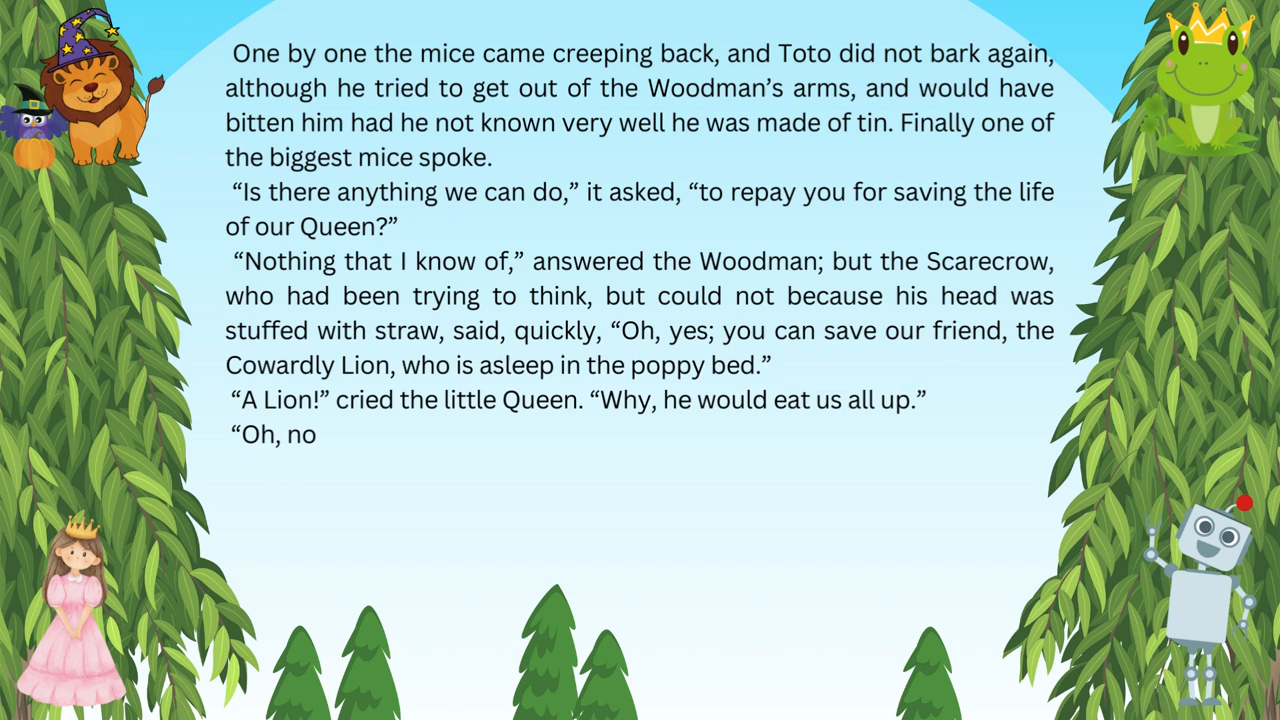 One by one the mice came creeping back, and Toto did not bark again,
although he tried to get out of the Woodman’s arms, and would have
bitten him had he not known very well he was made of tin. Finally one of
the biggest mice spoke.
“Is there anything we can do,” it asked, “to repay you for saving the life
of our Queen?”
“Nothing that I know of,” answered the Woodman; but the Scarecrow,
who had been trying to think, but could not because his head was
stuffed with straw, said, quickly, “Oh, yes; you can save our friend, the
Cowardly Lion, who is asleep in the poppy bed.”
“A Lion!” cried the little Queen. “Why, he would eat us all up.”
“Oh, no